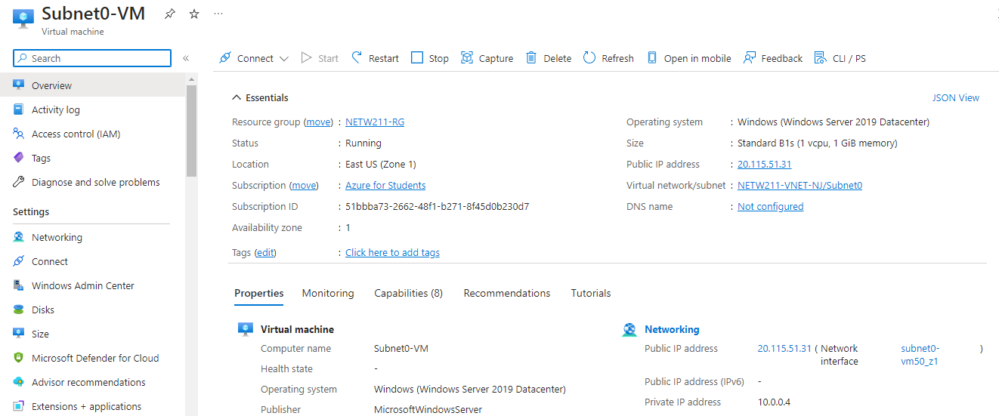 Subnet0-VM
Virtual machine
Search
Overview
Activity log
Access control (IAM)
Tags
Diagnose and solve problems
Settings
Networking
Connect
Windows Admin Center
Disks
Size
Microsoft Defender for Cloud
Advisor recommendations
Extensions + applications
Connect Start Restart Stop Capture Delete Refresh Open in mobile Feedback CLI / PS
Essentials JSON View
Resource group (move) : NETW211-RG
Status : Running
Location : East US (Zone 1)
Subscription (move) : Azure for Students
Subscription ID : 51bbba73-2662-48f1-b271-8f45d0b230d7
Availability zone : 1
Tags (edit) : Click here to add tags
Operating system : Windows (Windows Server 2019 Datacenter)
Size : Standard B1s (1 vcpu, 1 GiB memory)
Public IP address : 20.115.51.31
Virtual network/subnet : NETW211-VNET-NJ/Subnet0
DNS name : Not configured
Properties Monitoring Capabilities (8) Recommendations Tutorials
Virtual machine
Computer name Subnet0-VM
Health state -
Operating system Windows (Windows Server 2019 Datacenter)
Publisher MicrosoftWindowsServer
Networking
Public IP address 20.115.51.31 ( Network subnet0- )
interface vm50_z1
Public IP address (IPv6) -
Private IP address 10.0.0.4